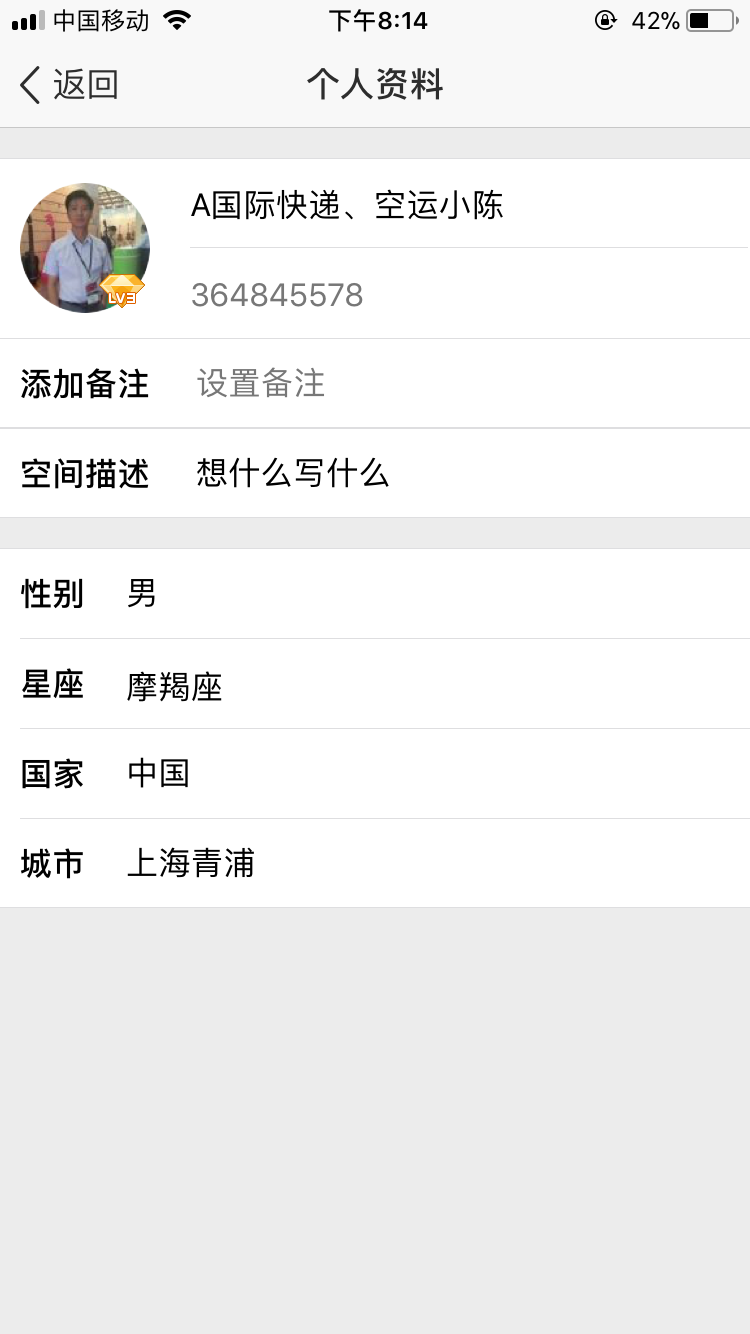 中国移动 下午8:14 42%
返回 个人资料
A国际快递、空运小陈
LV3
364845578
添加备注 设置备注
空间描述 想什么写什么
性别 男
星座 摩羯座
国家 中国
城市 上海青浦